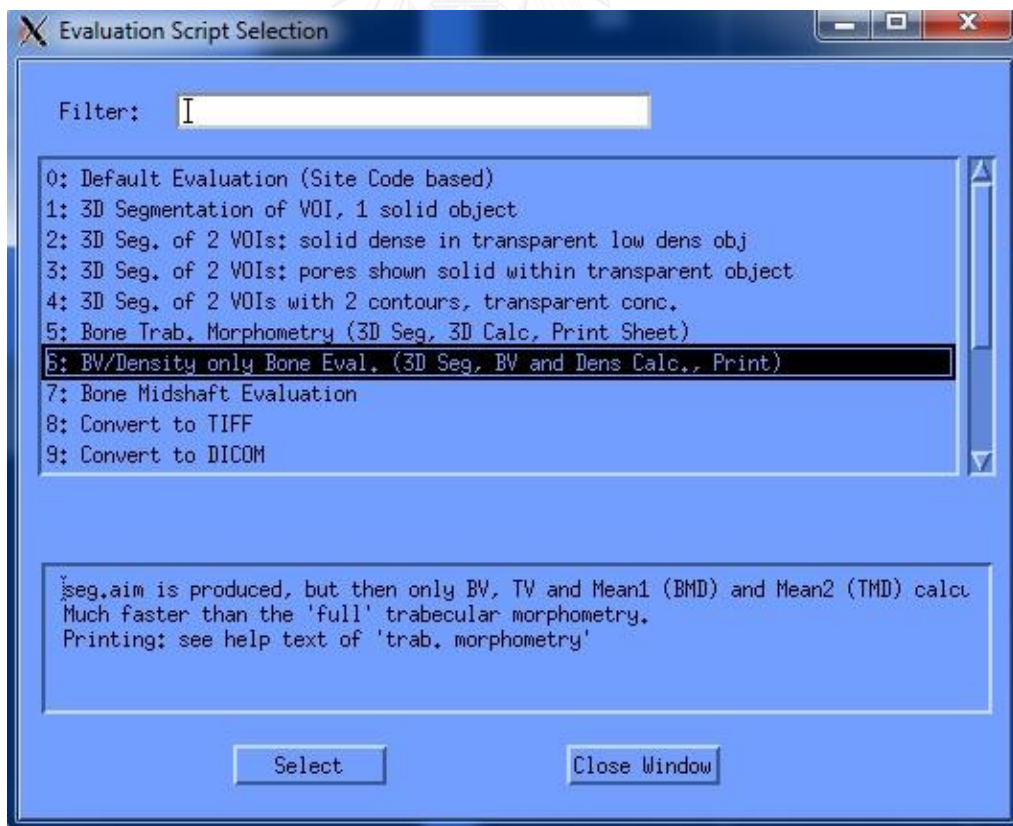 Evaluation Script Selection
Filter:
0: Default Evaluation (Site Code based)
1: 3D Segmentation of VOI, 1 solid object
2: 3D Seg. of 2 VOIs: solid dense in transparent low dens obj
3: 3D Seg. of 2 VOIs: pores shown solid within transparent object
4: 3D Seg. of 2 VOIs with 2 contours, transparent conc.
5: Bone Trab. Morphometry (3D Seg, 3D Calc, Print Sheet)
6: BV/Density only Bone Eval. (3D Seg, BV and Dens Calc., Print)
7: Bone Midshaft Evaluation
8: Convert to TIFF
9: Convert to DICOM
seg.aim is produced, but then only BV, TV and Mean1 (BMD) and Mean2 (TMD) calcu
Much faster than the 'full' trabecular morphometry.
Printing: see help text of 'trab. morphometry'
Select Close Window